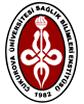 ÇUKUROVA ÜNİVERSİTESİ SAĞLIK BİLİMLERİ ENSTİTÜSÜ
1982